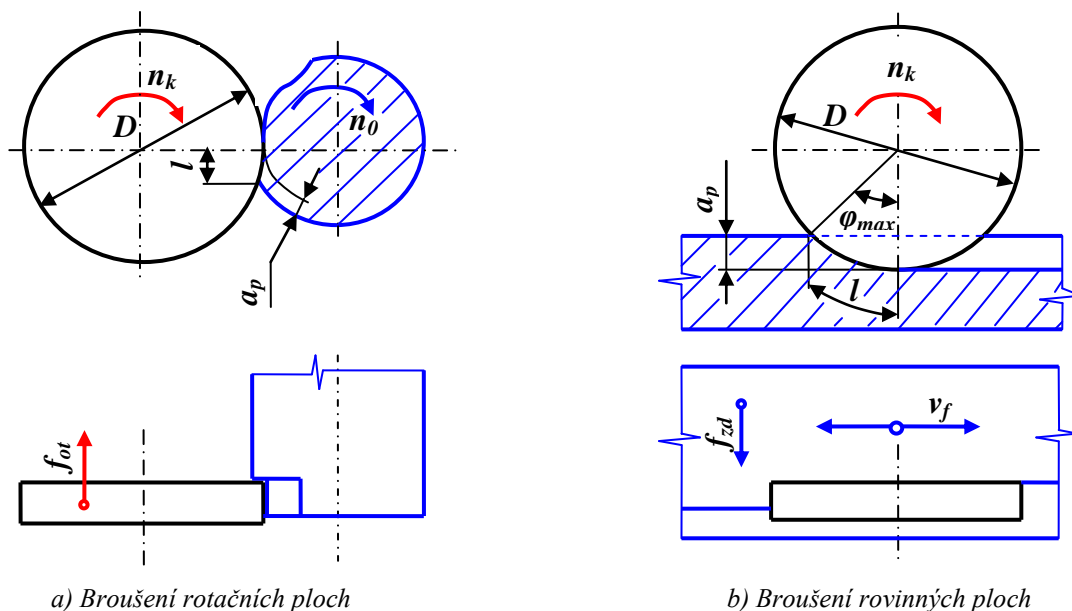 n_k
D
n_0
l
a_p
f_ot
a) Broušení rotačních ploch
n_k
D
a_p
φ_max
l
v_f
f_zd
b) Broušení rovinných ploch